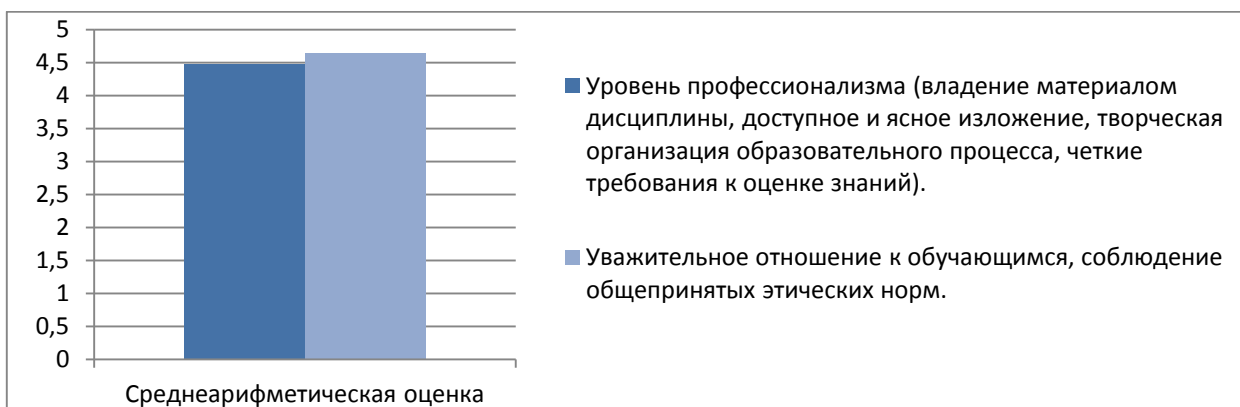 5
4,5
4
3,5
3
2,5
2
1,5
1
0,5
0
Среднеарифметическая оценка
Уровень профессионализма (владение материалом
дисциплины, доступное и ясное изложение, творческая
организация образовательного процесса, четкие
требования к оценке знаний).
Уважительное отношение к обучающимся, соблюдение
общепринятых этических норм.